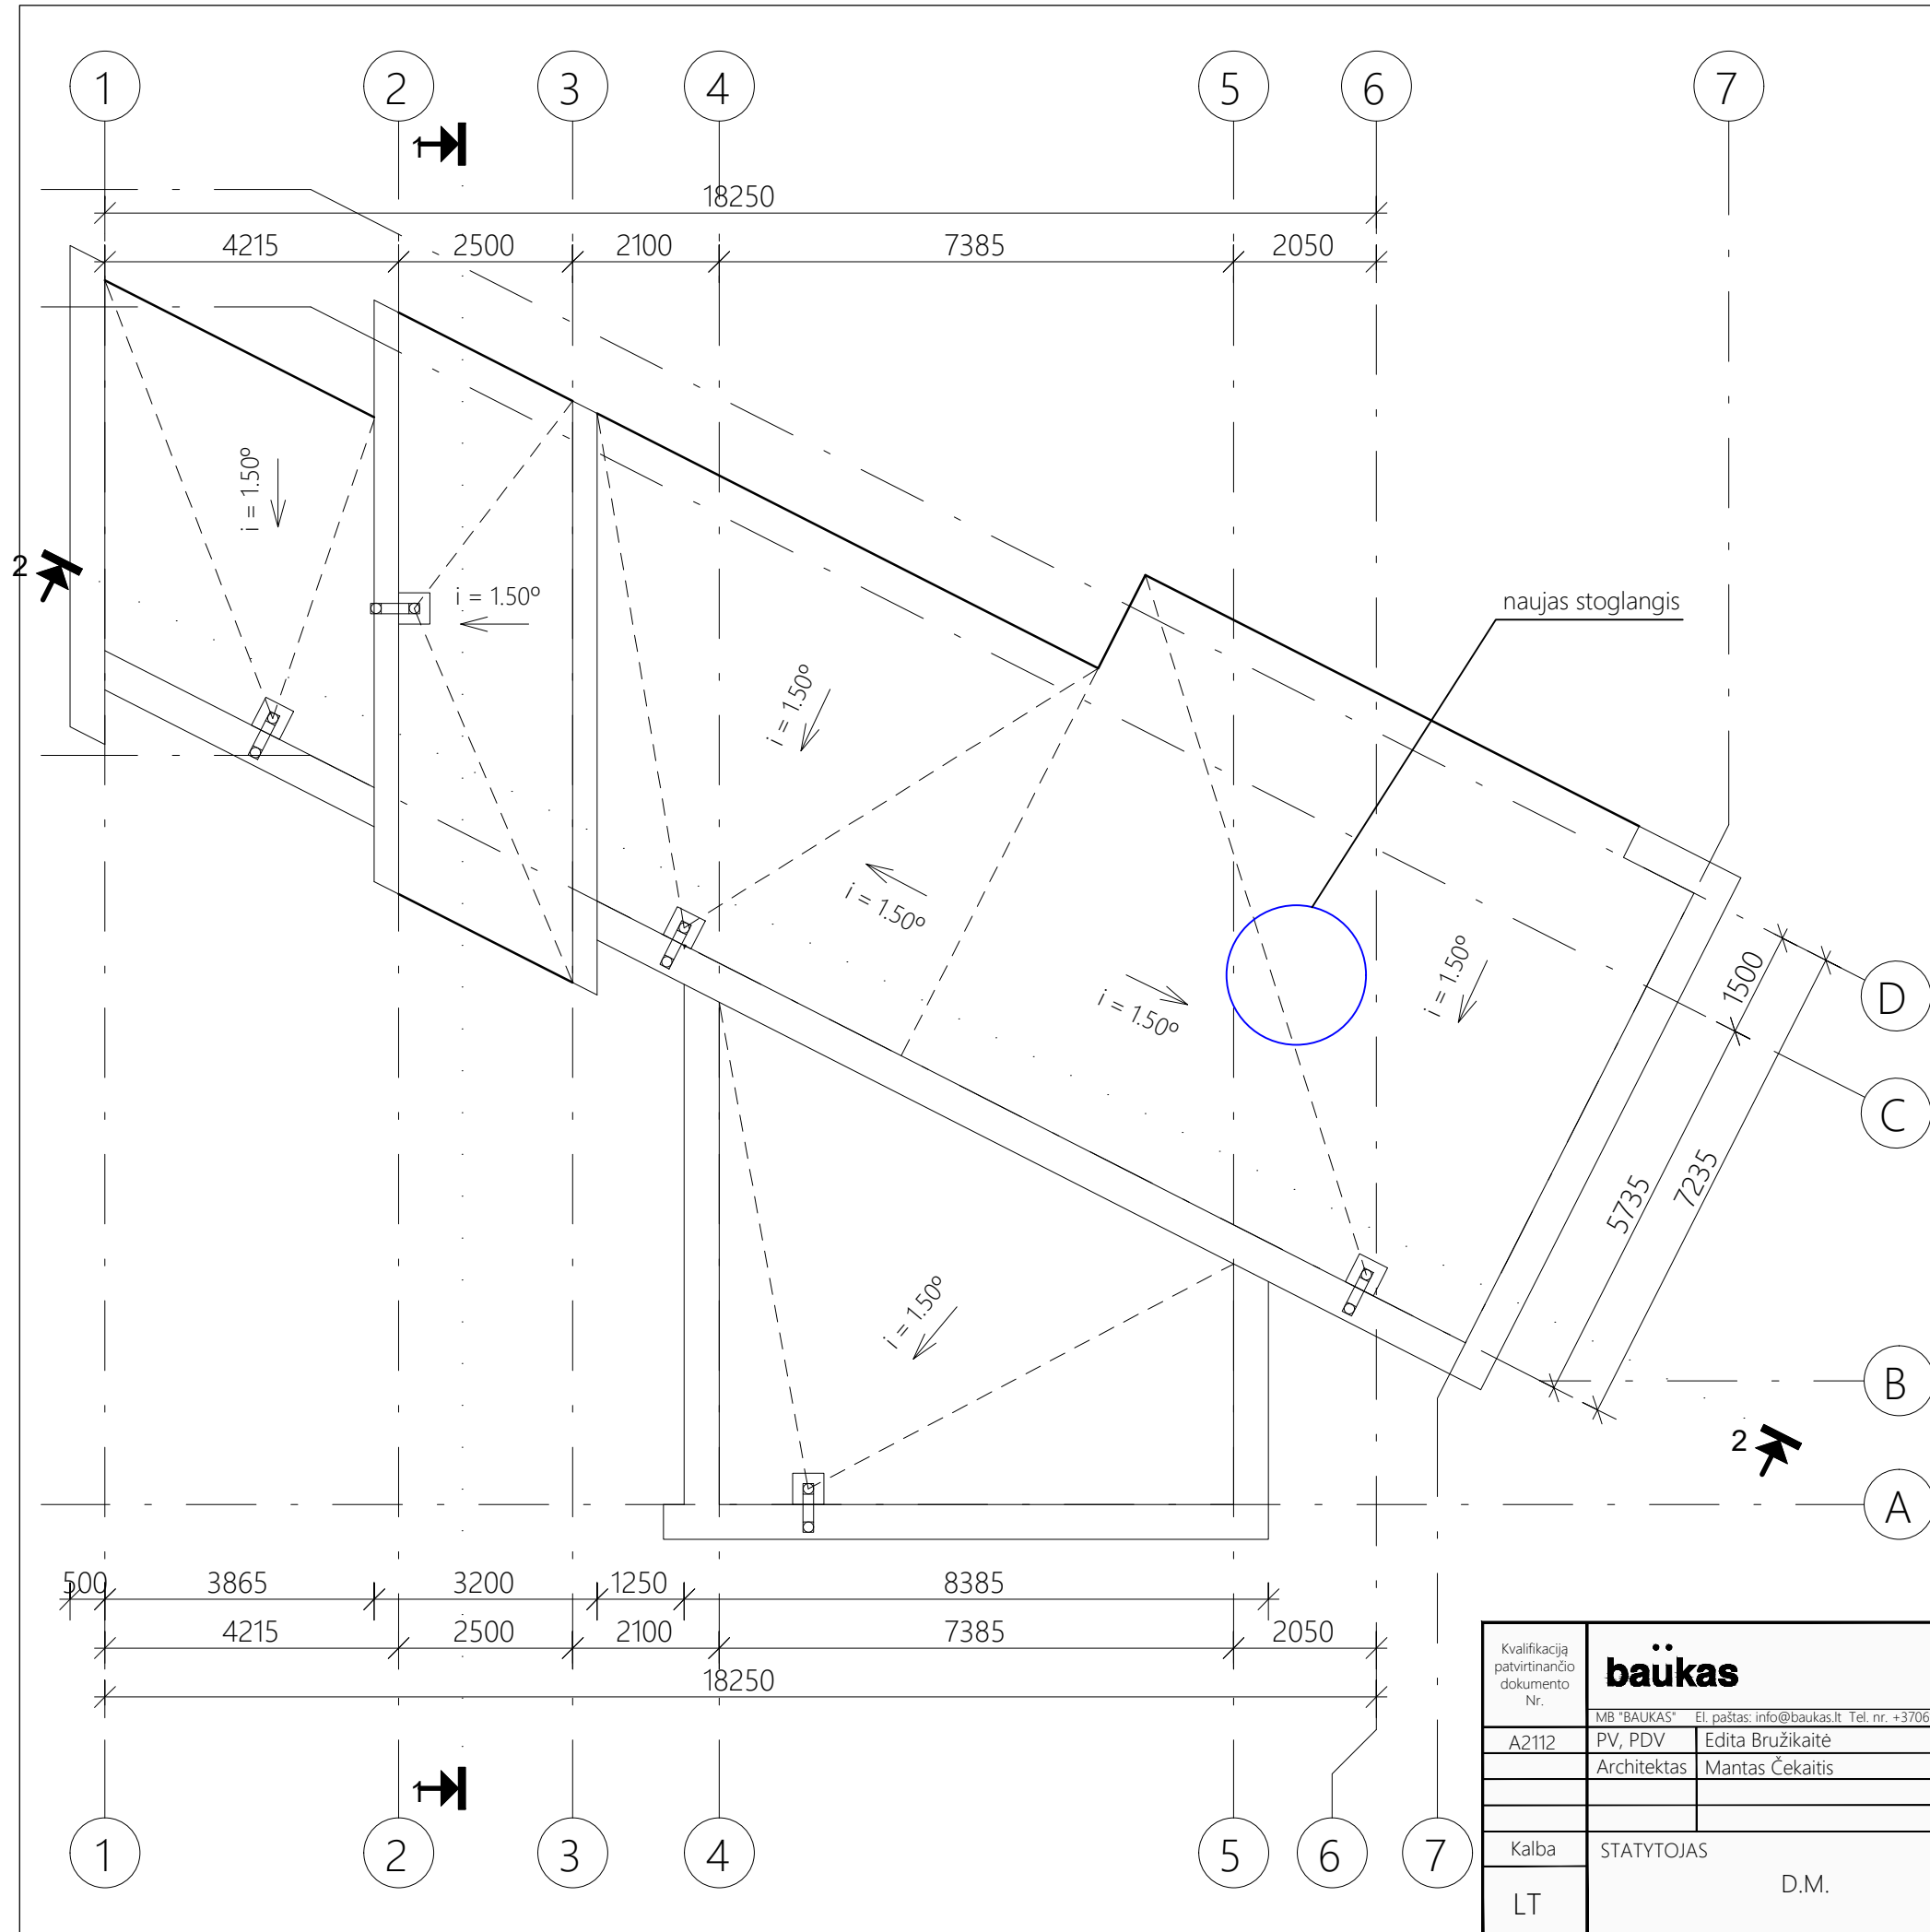 1 2 3 4 5 6 7
1
18250
4215 2500 2100 7385 2050
i = 1.50º
2
i = 1.50º
naujas stoglangis
i = 1.50º
i = 1.50º
i = 1.50º
i = 1.50º
1500
D
C
5735
7235
i = 1.50º
B
2
A
500 3865 3200 1250 8385
4215 2500 2100 7385 2050
18250
1
1 2 3 4 5 6 7
Kvalifikaciją
patvirtinančio
dokumento
Nr.
baükas
MB "BAUKAS" El. paštas: info@baukas.lt Tel. nr. +3706
A2112 PV, PDV Edita Bružikaitė
Architektas Mantas Čekaitis
Kalba STATYTOJAS
LT D.M.